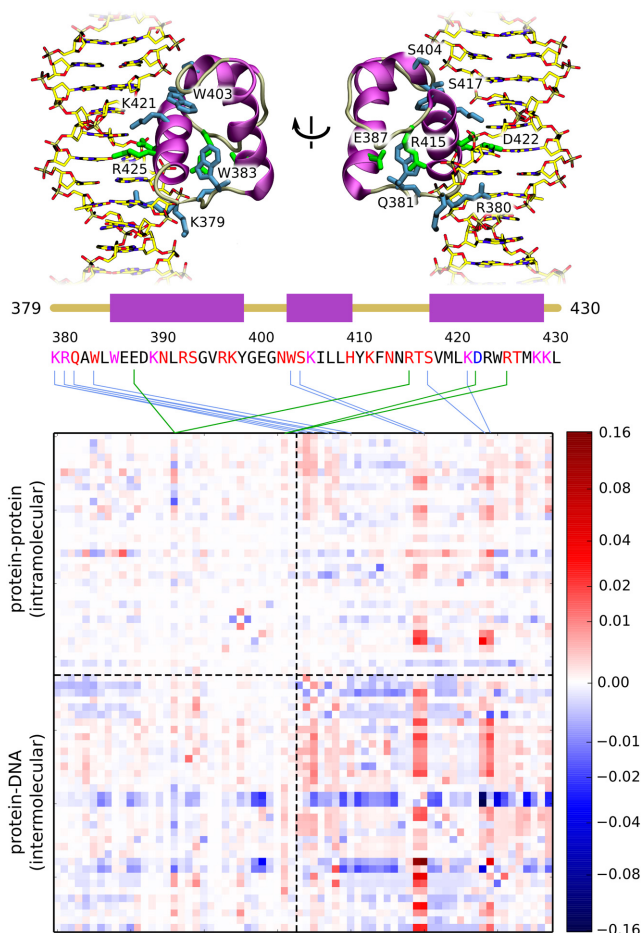 S404
W403
S417
K421
E387
R415
D422
R425
W383
Q381
R380
K379
379
430
380 390 400 410 420 430
KRQAWLWEEDKNLRSGVRKYGEGNWSKILLHYKFNNRTSVMLKDRWRTMKKL
protein-protein
(intramolecular)
protein-DNA
(intermolecular)
0.16
0.08
0.04
0.02
0.01
0.00
−0.01
−0.02
−0.04
−0.08
−0.16